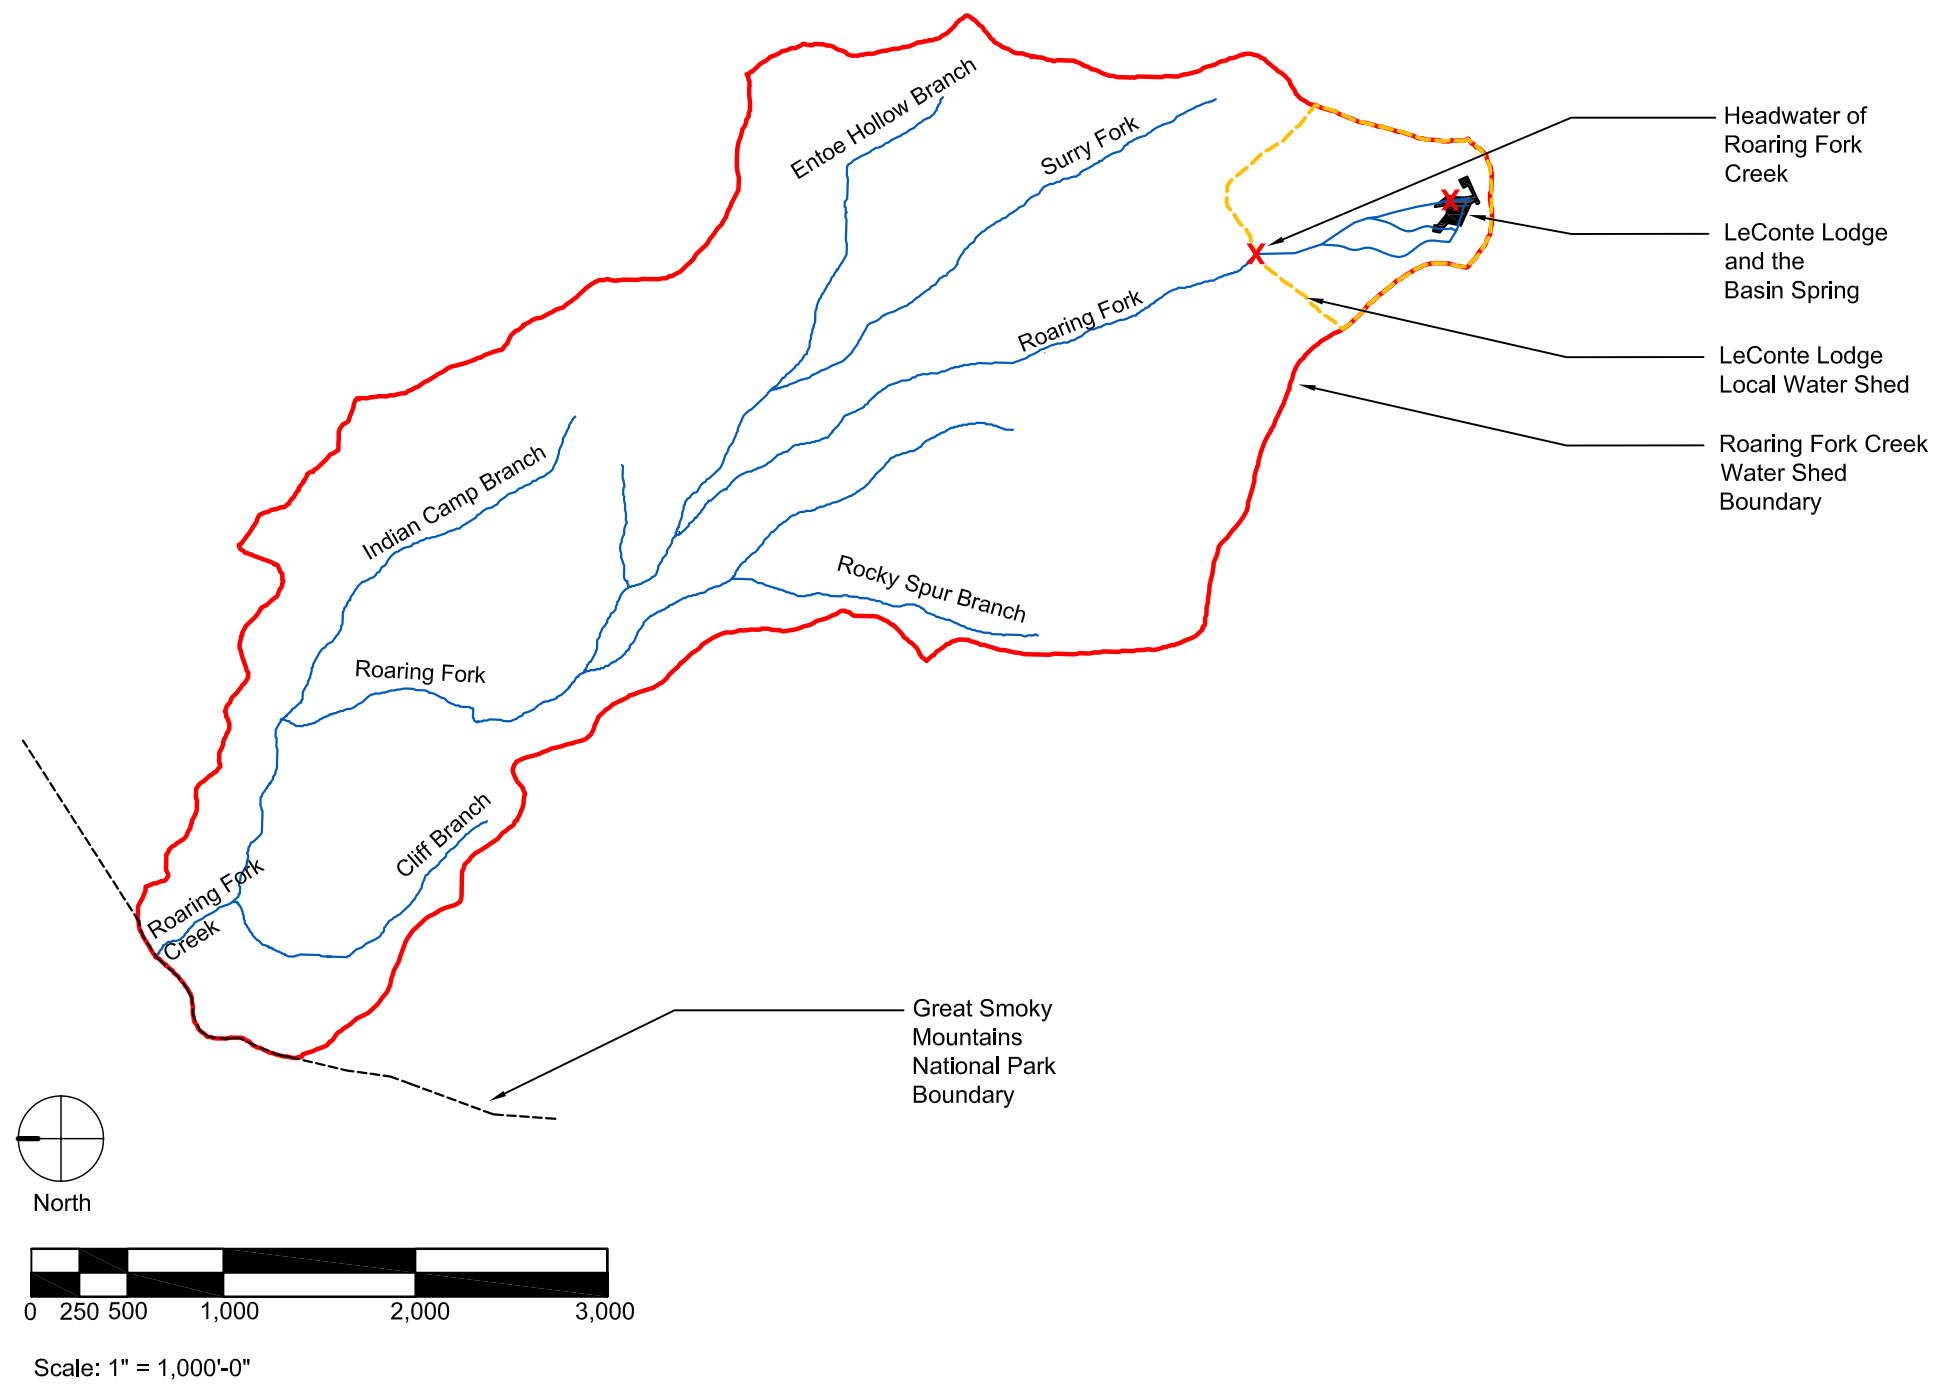 Entoe Hollow Branch
Surry Fork
Headwater of
Roaring Fork
Creek
LeConte Lodge
and the
Basin Spring
X
X
Roaring Fork
LeConte Lodge
Local Water Shed
Roaring Fork Creek
Water Shed
Boundary
Indian Camp Branch
Rocky Spur Branch
Roaring Fork
Cliff Branch
Roaring Fork
Creek
Great Smoky
Mountains
National Park
Boundary
North
0 250 500 1,000 2,000 3,000
Scale: 1" = 1,000'-0"